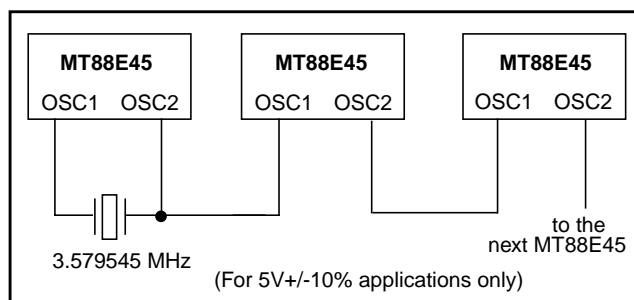 MT88E45
MT88E45
MT88E45
OSC1 OSC2
OSC1 OSC2
OSC1 OSC2
3.579545 MHz
to the
next MT88E45
(For 5V+/-10% applications only)